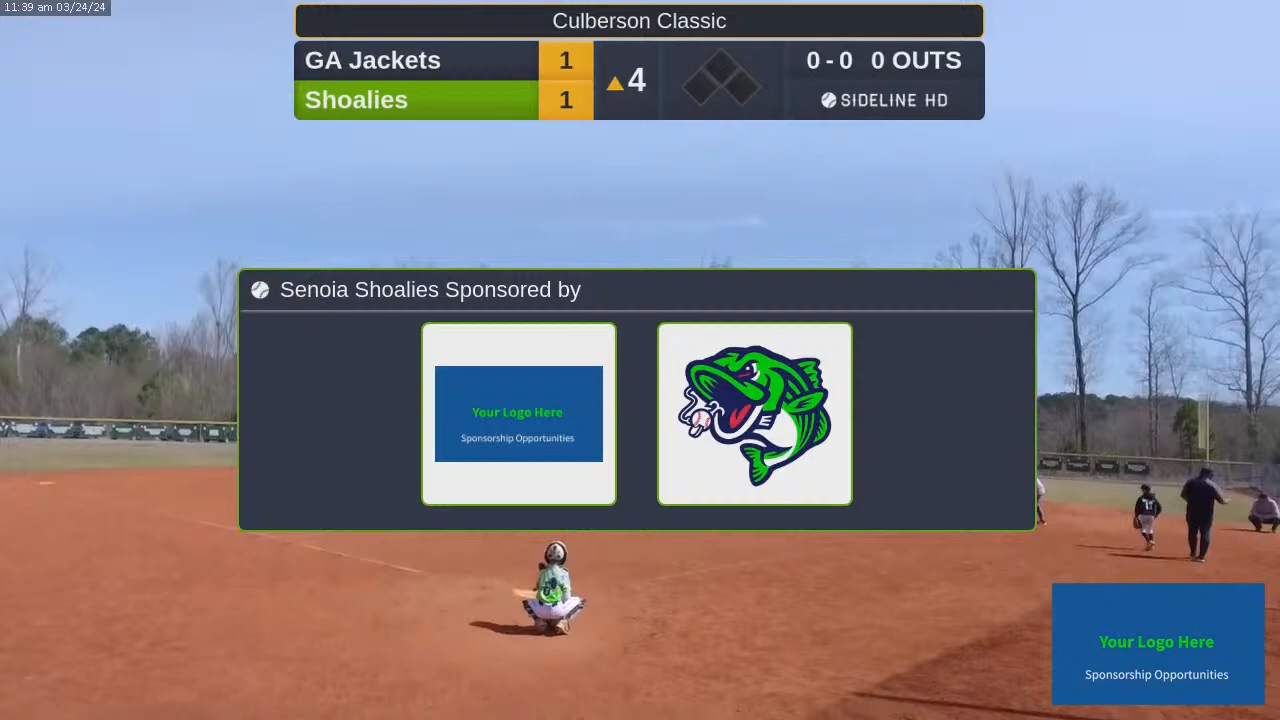 11:39 am 03/24/24
Culberson Classic
GA Jackets 1
Shoalies 1
▲4
0 - 0 0 OUTS
SIDELINE HD
Senoia Shoalies Sponsored by
Your Logo Here
Sponsorship Opportunities
Your Logo Here
Sponsorship Opportunities